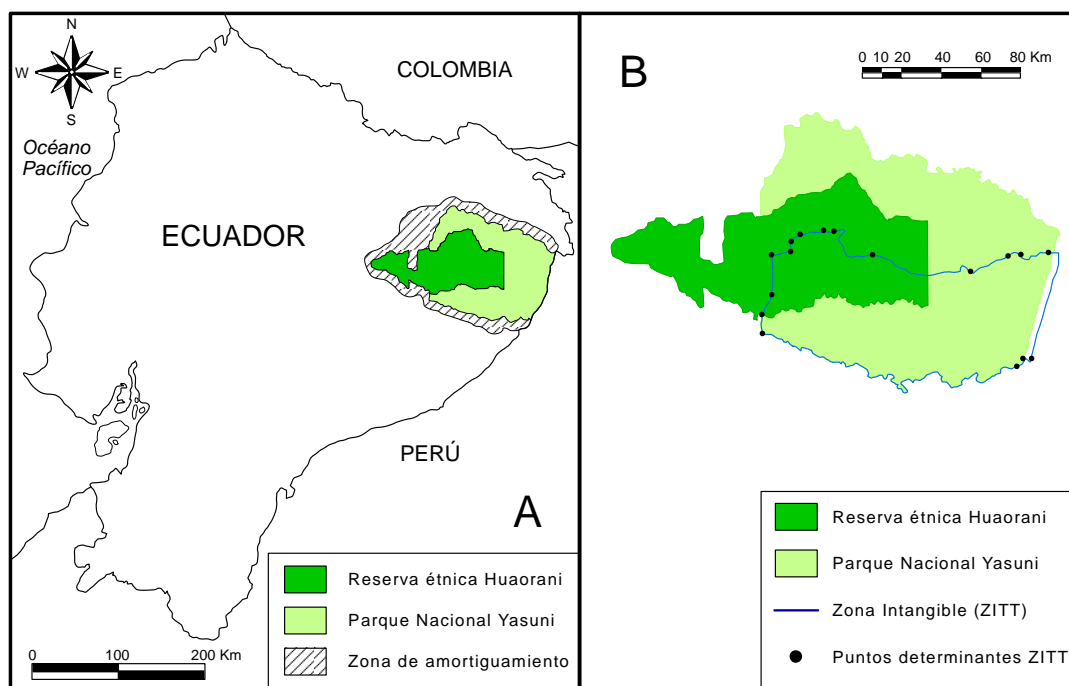 N
W E
S
Océano
Pacífico
COLOMBIA
ECUADOR
PERÚ
A
Reserva étnica Huaorani
Parque Nacional Yasuni
Zona de amortiguamiento
0 100 200 Km
B
0 10 20 40 60 80 Km
Reserva étnica Huaorani
Parque Nacional Yasuni
Zona Intangible (ZITT)
Puntos determinantes ZITT